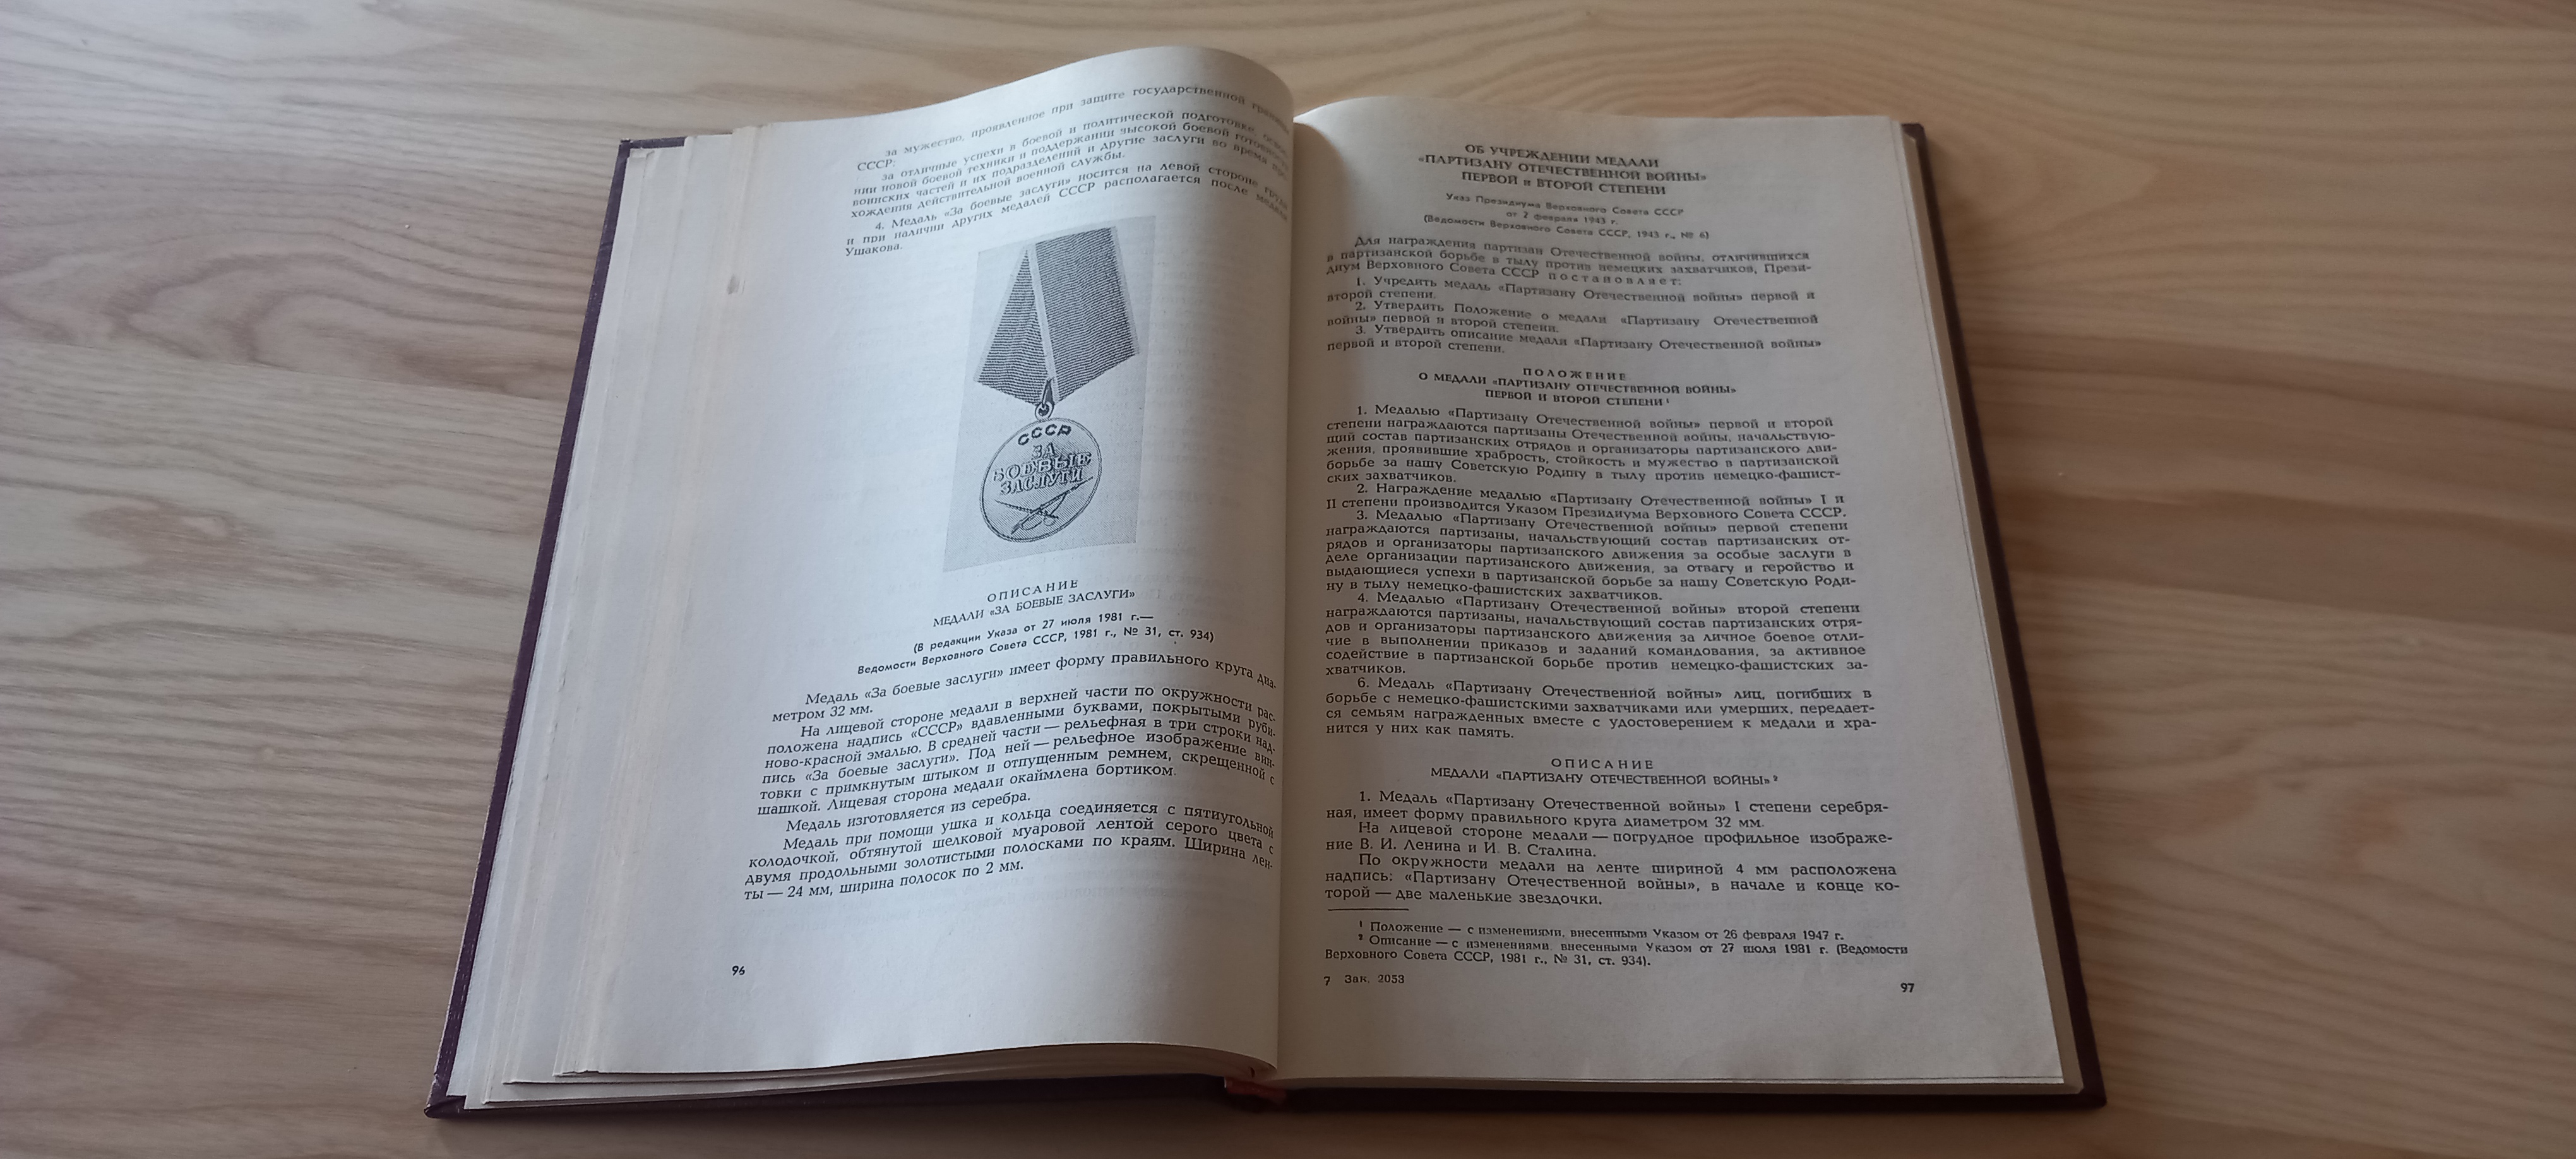 за мужество, проявленное при защите государственной границы
СССР;
за отличные успехи в боевой и политической подготовке, освое-
нии новой боевой техники и поддержании высокой боевой готовности
воинских частей и их подразделений и другие заслуги во время про-
хождения действительной военной службы.
4. Медаль «За боевые заслуги» носится на левой стороне груди
и при наличии других медалей СССР располагается после медали
Ушакова.
СССР
ЗА
БОЕВЫЕ
ЗАСЛУГИ
ОПИСАНИЕ
МЕДАЛИ «ЗА БОЕВЫЕ ЗАСЛУГИ»
(В редакции Указа от 27 июля 1981 г.—
Ведомости Верховного Совета СССР, 1981 г., № 31, ст. 934)
Медаль «За боевые заслуги» имеет форму правильного круга диа-
метром 32 мм.
На лицевой стороне медали в верхней части по окружности рас-
положена надпись «СССР» вдавленными буквами, покрытыми руби-
ново-красной эмалью. В средней части — рельефная в три строки над-
пись «За боевые заслуги». Под ней — рельефное изображение вин-
товки с примкнутым штыком и отпущенным ремнем, скрещенной с
шашкой. Лицевая сторона медали окаймлена бортиком.
Медаль изготовляется из серебра.
Медаль при помощи ушка и кольца соединяется с пятиугольной
колодочкой, обтянутой шелковой муаровой лентой серого цвета с
двумя продольными золотистыми полосками по краям. Ширина лен-
ты — 24 мм, ширина полосок по 2 мм.
96
ОБ УЧРЕЖДЕНИИ МЕДАЛИ
«ПАРТИЗАНУ ОТЕЧЕСТВЕННОЙ ВОЙНЫ»
ПЕРВОЙ и ВТОРОЙ СТЕПЕНИ
Указ Президиума Верховного Совета СССР
от 2 февраля 1943 г.
(Ведомости Верховного Совета СССР, 1943 г., № 6)
Для награждения партизан Отечественной войны, отличившихся
в партизанской борьбе в тылу против немецких захватчиков, Прези-
диум Верховного Совета СССР постановляет:
1. Учредить медаль «Партизану Отечественной войны» первой и
второй степени.
2. Утвердить Положение о медали «Партизану Отечественной
войны» первой и второй степени.
3. Утвердить описание медали «Партизану Отечественной войны»
первой и второй степени.
ПОЛОЖЕНИЕ
О МЕДАЛИ «ПАРТИЗАНУ ОТЕЧЕСТВЕННОЙ ВОЙНЫ»
ПЕРВОЙ И ВТОРОЙ СТЕПЕНИ ¹
1. Медалью «Партизану Отечественной войны» первой и второй
степени награждаются партизаны Отечественной войны, начальствую-
щий состав партизанских отрядов и организаторы партизанского дви-
жения, проявившие храбрость, стойкость и мужество в партизанской
борьбе за нашу Советскую Родину в тылу против немецко-фашист-
ских захватчиков.
2. Награждение медалью «Партизану Отечественной войны» I и
II степени производится Указом Президиума Верховного Совета СССР.
3. Медалью «Партизану Отечественной войны» первой степени
награждаются партизаны, начальствующий состав партизанских от-
рядов и организаторы партизанского движения за особые заслуги в
деле организации партизанского движения, за отвагу и геройство и
выдающиеся успехи в партизанской борьбе за нашу Советскую Роди-
ну в тылу немецко-фашистских захватчиков.
4. Медалью «Партизану Отечественной войны» второй степени
награждаются партизаны, начальствующий состав партизанских отря-
дов и организаторы партизанского движения за личное боевое отли-
чие в выполнении приказов и заданий командования, за активное
содействие в партизанской борьбе против немецко-фашистских за-
хватчиков.
6. Медаль «Партизану Отечественной войны» лиц, погибших в
борьбе с немецко-фашистскими захватчиками или умерших, передает-
ся семьям награжденных вместе с удостоверением к медали и хра-
нится у них как память.
ОПИСАНИЕ
МЕДАЛИ «ПАРТИЗАНУ ОТЕЧЕСТВЕННОЙ ВОЙНЫ» ²
1. Медаль «Партизану Отечественной войны» I степени серебря-
ная, имеет форму правильного круга диаметром 32 мм.
На лицевой стороне медали — погрудное профильное изображе-
ние В. И. Ленина и И. В. Сталина.
По окружности медали на ленте шириной 4 мм расположена
надпись: «Партизану Отечественной войны», в начале и конце ко-
торой — две маленькие звездочки.
¹ Положение — с изменениями, внесенными Указом от 26 февраля 1947 г.
² Описание — с изменениями, внесенными Указом от 27 июля 1981 г. (Ведомости
Верховного Совета СССР, 1981 г., № 31, ст. 934).
7 Зак. 2053
97